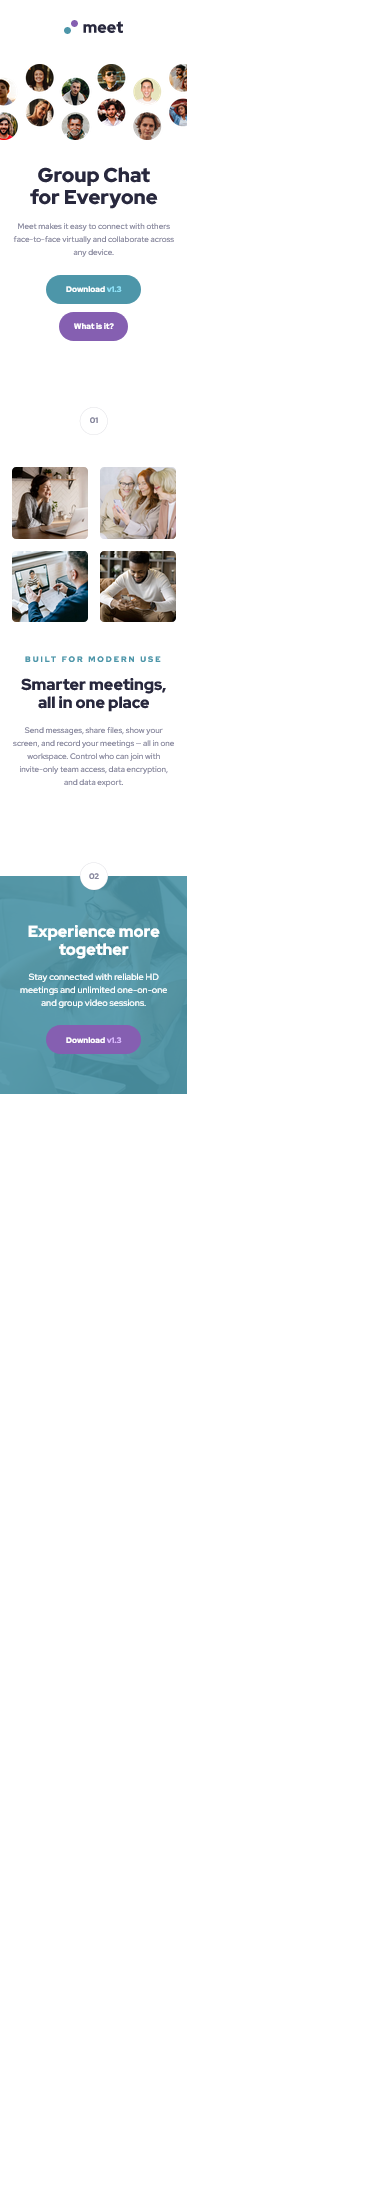 meet
Group Chat
for Everyone
Meet makes it easy to connect with others
face-to-face virtually and collaborate across
any device.
Download v1.3
What is it?
01
BUILT FOR MODERN USE
Smarter meetings,
all in one place
Send messages, share files, show your
screen, and record your meetings — all in one
workspace. Control who can join with
invite-only team access, data encryption,
and data export.
02
Experience more
together
Stay connected with reliable HD
meetings and unlimited one-on-one
and group video sessions.
Download v1.3